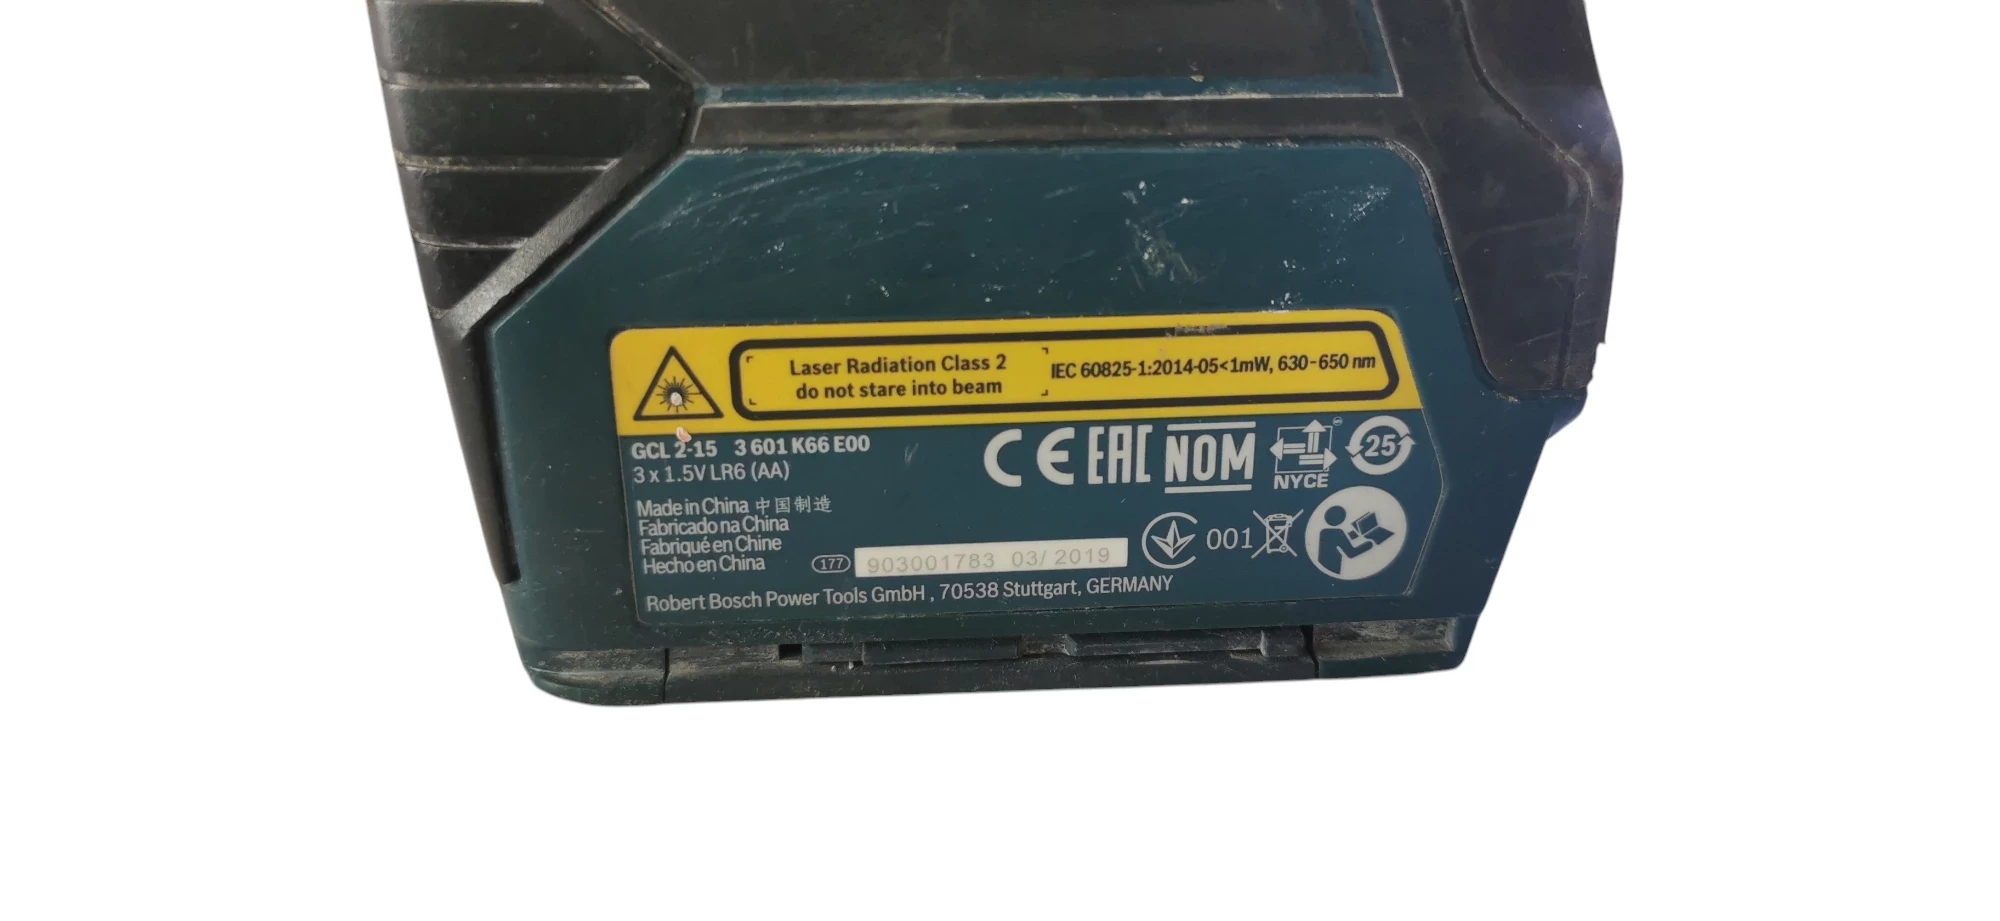 Laser Radiation Class 2
do not stare into beam
IEC 60825-1:2014-05<1mW, 630-650 nm
GCL 2-15 3 601 K66 E00
3 x 1.5V LR6 (AA)
CE EAC NOM
NYCE
25
Made in China 中国制造
Fabricado na China
Fabriqué en Chine
Hecho en China
177 903001783 03/ 2019
001
Robert Bosch Power Tools GmbH , 70538 Stuttgart, GERMANY